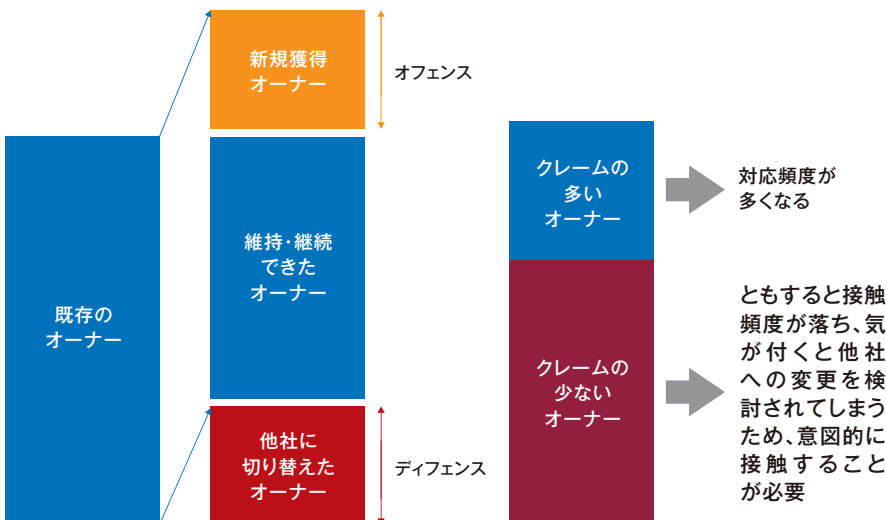 既存の
オーナー
新規獲得
オーナー
オフェンス
維持・継続
できた
オーナー
他社に
切り替えた
オーナー
ディフェンス
クレームの
多い
オーナー
対応頻度が
多くなる
クレームの
少ない
オーナー
ともすると接触
頻度が落ち、気
が付くと他社
への変更を検
討されてしまう
ため、意図的に
接触すること
が必要